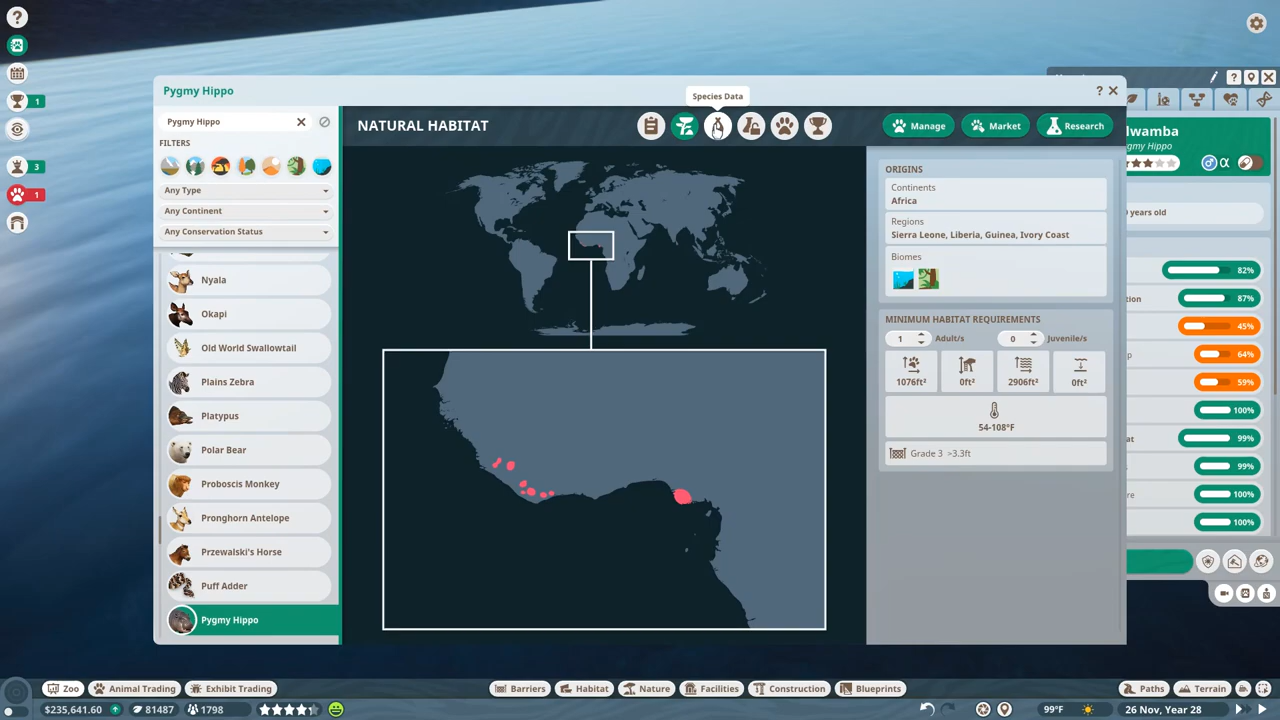 Pygmy Hippo
Species Data
Pygmy Hippo
NATURAL HABITAT
Manage
Market
Research
FILTERS
Any Type
Any Continent
Any Conservation Status
Nyala
Okapi
Old World Swallowtail
Plains Zebra
Platypus
Polar Bear
Proboscis Monkey
Pronghorn Antelope
Przewalski's Horse
Puff Adder
Pygmy Hippo
ORIGINS
Continents
Africa
Regions
Sierra Leone, Liberia, Guinea, Ivory Coast
Biomes
MINIMUM HABITAT REQUIREMENTS
1 Adult/s 0 Juvenile/s
1076ft² 0ft² 2906ft² 0ft²
54-108°F
Grade 3 >3.3ft
lwamba
gmy Hippo
years old
82%
tion 87%
45%
p 64%
59%
100%
at 99%
99%
re 100%
100%
1
3
1
Zoo Animal Trading Exhibit Trading Barriers Habitat Nature Facilities Construction Blueprints Paths Terrain
$235,641.60 81487 1798 99°F 26 Nov, Year 28